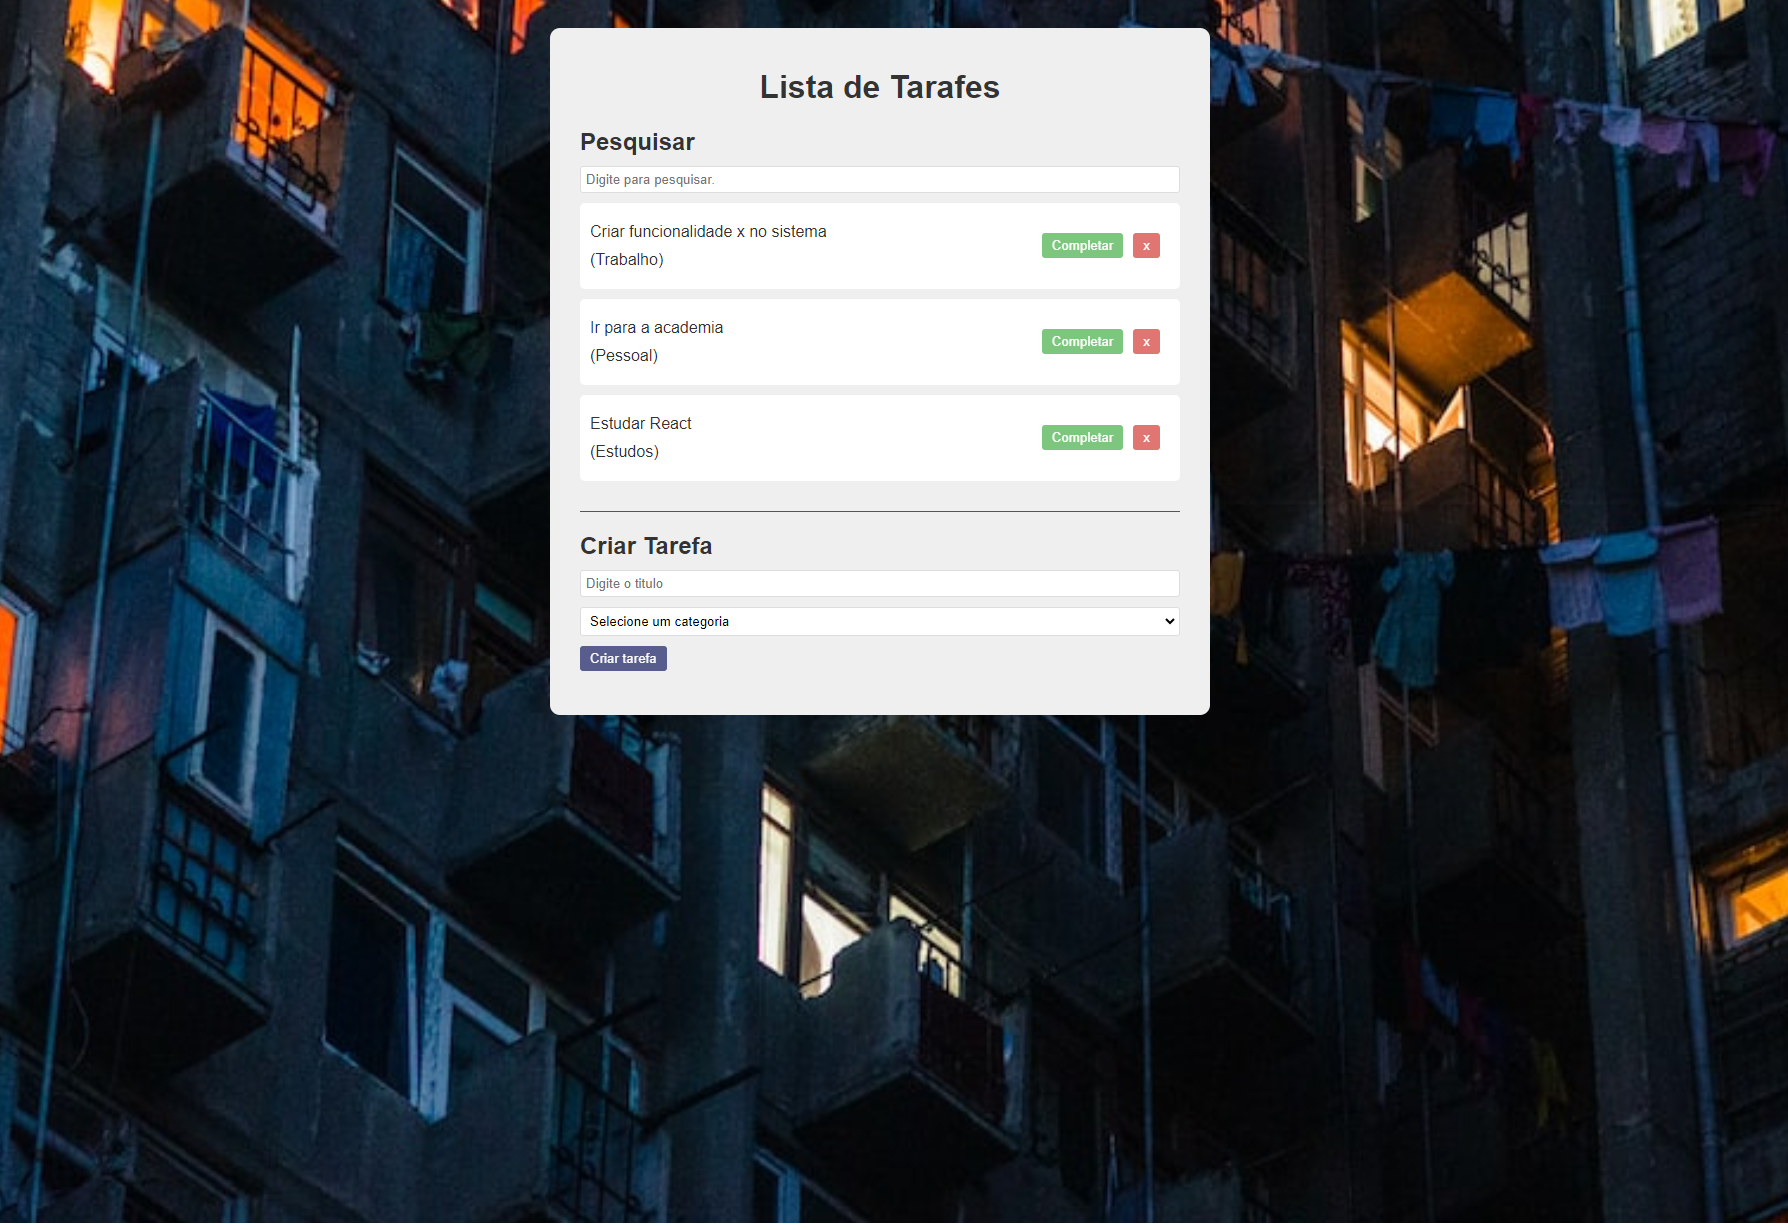 Lista de Tarafes
Pesquisar
Digite para pesquisar.
Criar funcionalidade x no sistema
(Trabalho)
Completar x
Ir para a academia
(Pessoal)
Completar x
Estudar React
(Estudos)
Completar x
Criar Tarefa
Digite o titulo
Selecione um categoria
Criar tarefa